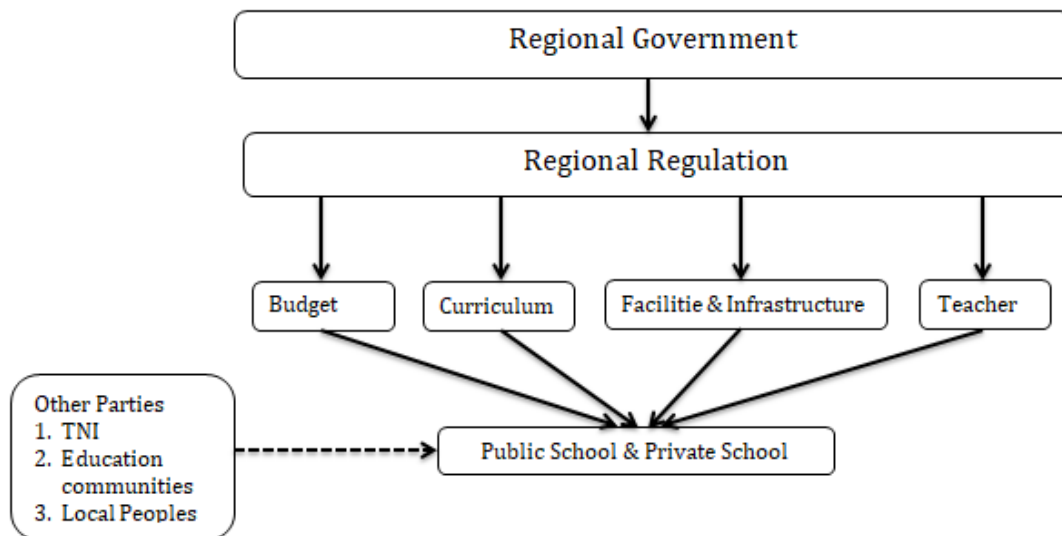 Regional Government
Regional Regulation
Budget
Curriculum
Facilitie & Infrastructure
Teacher
Other Parties
1. TNI
2. Education
communities
3. Local Peoples
Public School & Private School